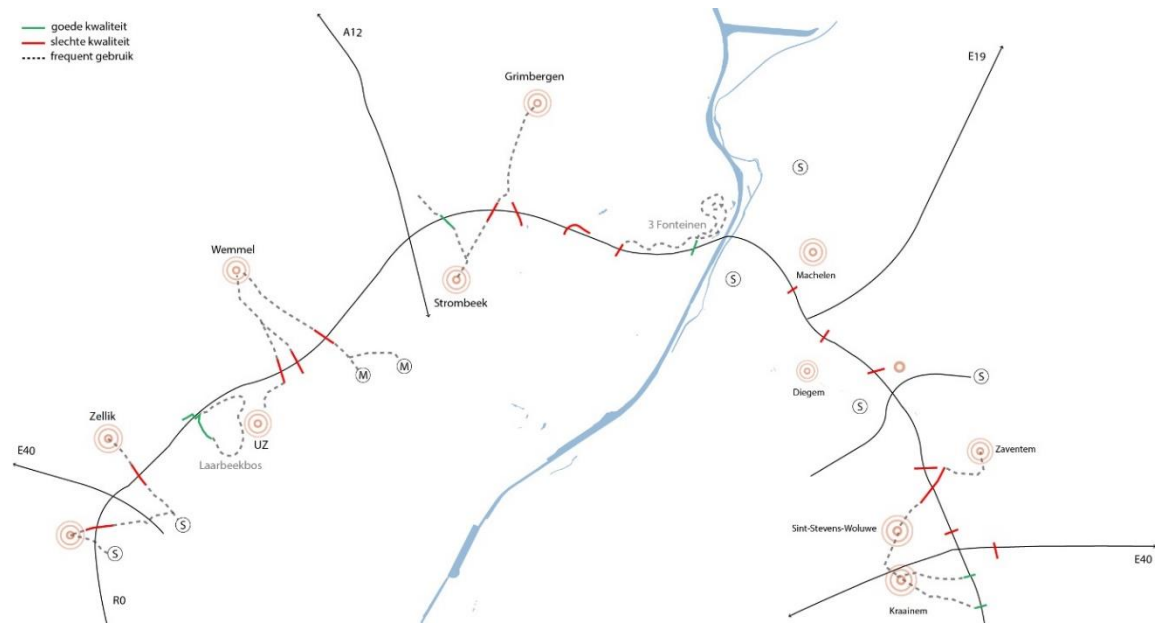 goede kwaliteit
slechte kwaliteit
frequent gebruik
A12
E19
Grimbergen
S
3 Fonteinen
Wemmel
Machelen
Strombeek
S
M
M
Diegem
S
S
Zellik
UZ
Laarbeekbos
E40
Zaventem
S
Sint-Stevens-Woluwe
S
E40
Kraainem
R0